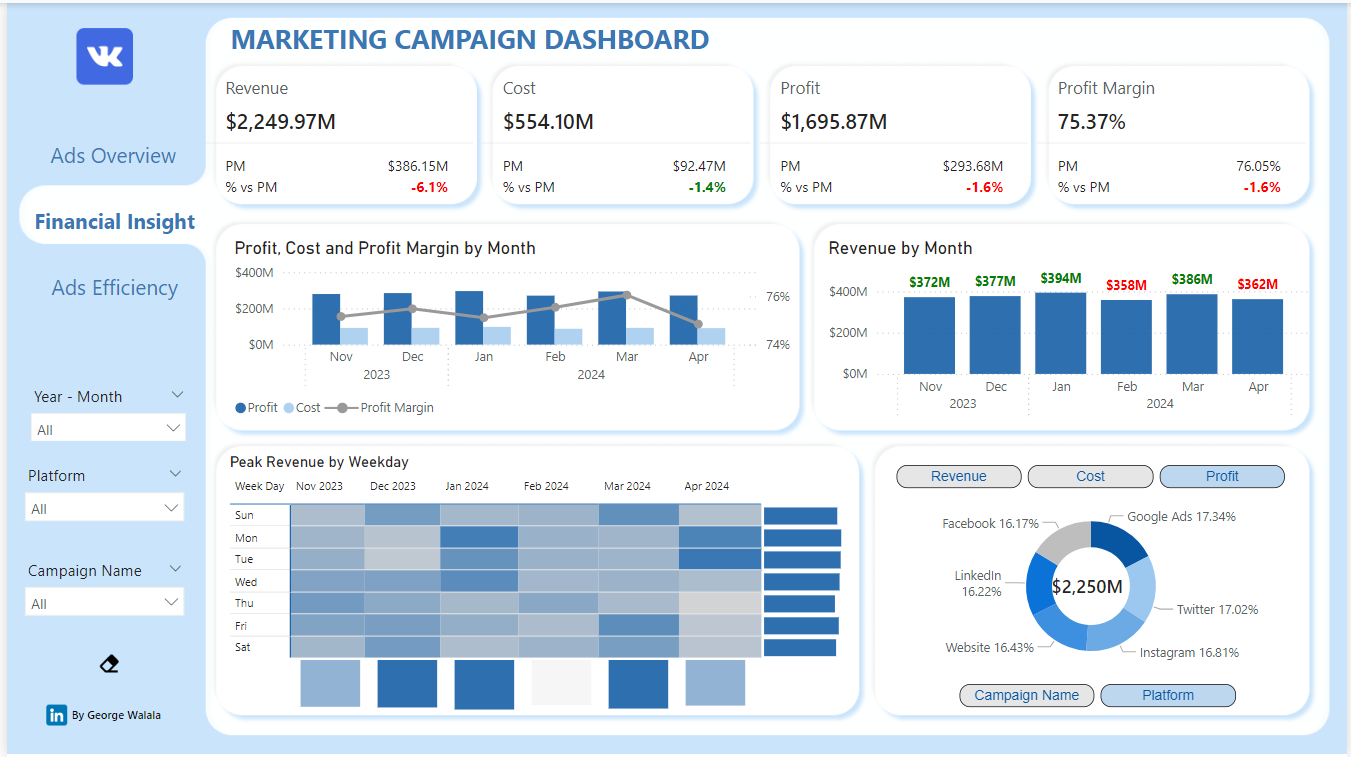 MARKETING CAMPAIGN DASHBOARD
Ads Overview
Financial Insight
Ads Efficiency
Year - Month
All
Platform
All
Campaign Name
All
in By George Walala
Revenue
$2,249.97M
PM $386.15M
% vs PM -6.1%
Cost
$554.10M
PM $92.47M
% vs PM -1.4%
Profit
$1,695.87M
PM $293.68M
% vs PM -1.6%
Profit Margin
75.37%
PM 76.05%
% vs PM -1.6%
Profit, Cost and Profit Margin by Month
$400M
$200M
$0M
76%
74%
Nov Dec Jan Feb Mar Apr
2023 2024
Profit Cost Profit Margin
Revenue by Month
$372M $377M $394M $358M $386M $362M
$400M
$200M
$0M
Nov Dec Jan Feb Mar Apr
2023 2024
Peak Revenue by Weekday
Week Day Nov 2023 Dec 2023 Jan 2024 Feb 2024 Mar 2024 Apr 2024
Sun
Mon
Tue
Wed
Thu
Fri
Sat
Revenue Cost Profit
Google Ads 17.34%
Facebook 16.17%
LinkedIn
16.22%
$2,250M
Twitter 17.02%
Website 16.43%
Instagram 16.81%
Campaign Name Platform